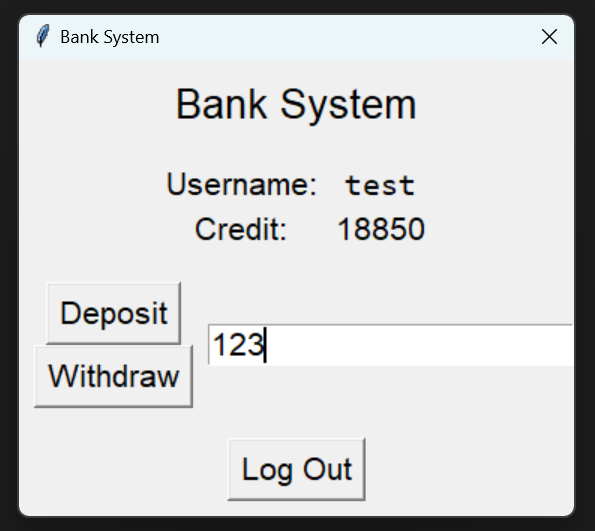 Bank System
Bank System
Username: test
Credit: 18850
Deposit
123
Withdraw
Log Out